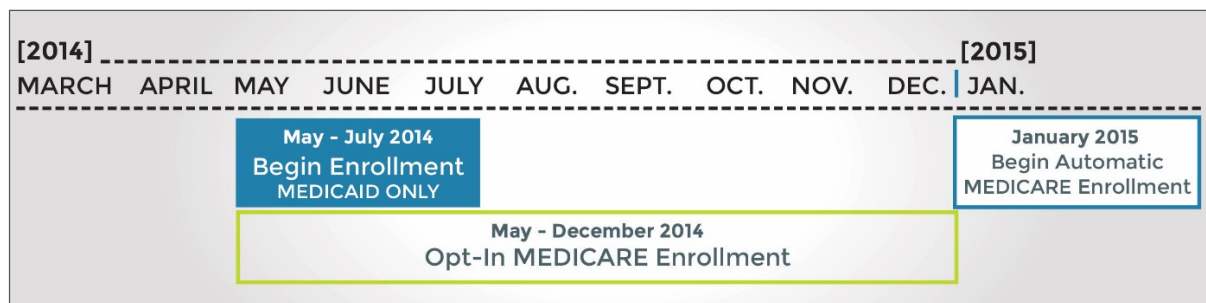 [2014] [2015]
MARCH APRIL MAY JUNE JULY AUG. SEPT. OCT. NOV. DEC. JAN.
May - July 2014
Begin Enrollment
MEDICAID ONLY
January 2015
Begin Automatic
MEDICARE Enrollment
May - December 2014
Opt-In MEDICARE Enrollment